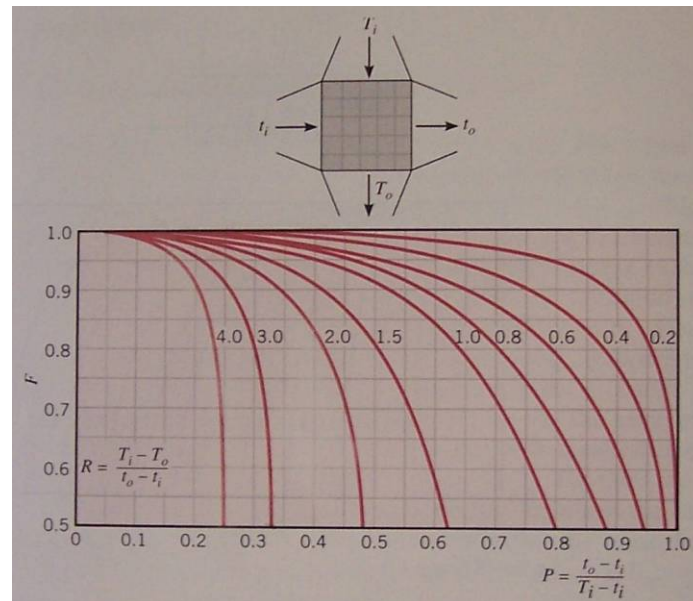 T_i
t_i
t_o
T_o
1.0
0.9
0.8
0.7
0.6
0.5
F
4.0 3.0 2.0 1.5 1.0 0.8 0.6 0.4 0.2
R = \frac{T_i - T_o}{t_o - t_i}
0 0.1 0.2 0.3 0.4 0.5 0.6 0.7 0.8 0.9 1.0
P = \frac{t_o - t_i}{T_i - t_i}